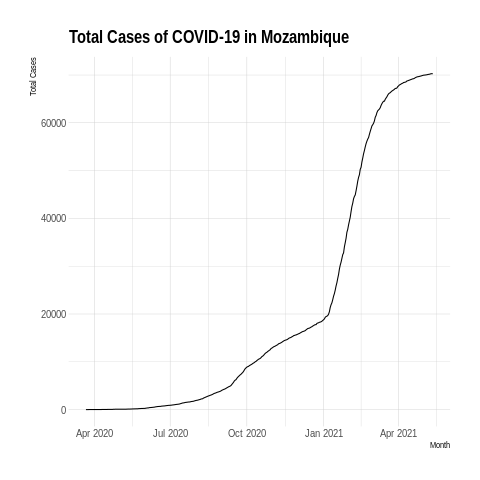 Total Cases of COVID-19 in Mozambique
Total Cases
60000
40000
20000
0
Apr 2020
Jul 2020
Oct 2020
Jan 2021
Apr 2021
Month